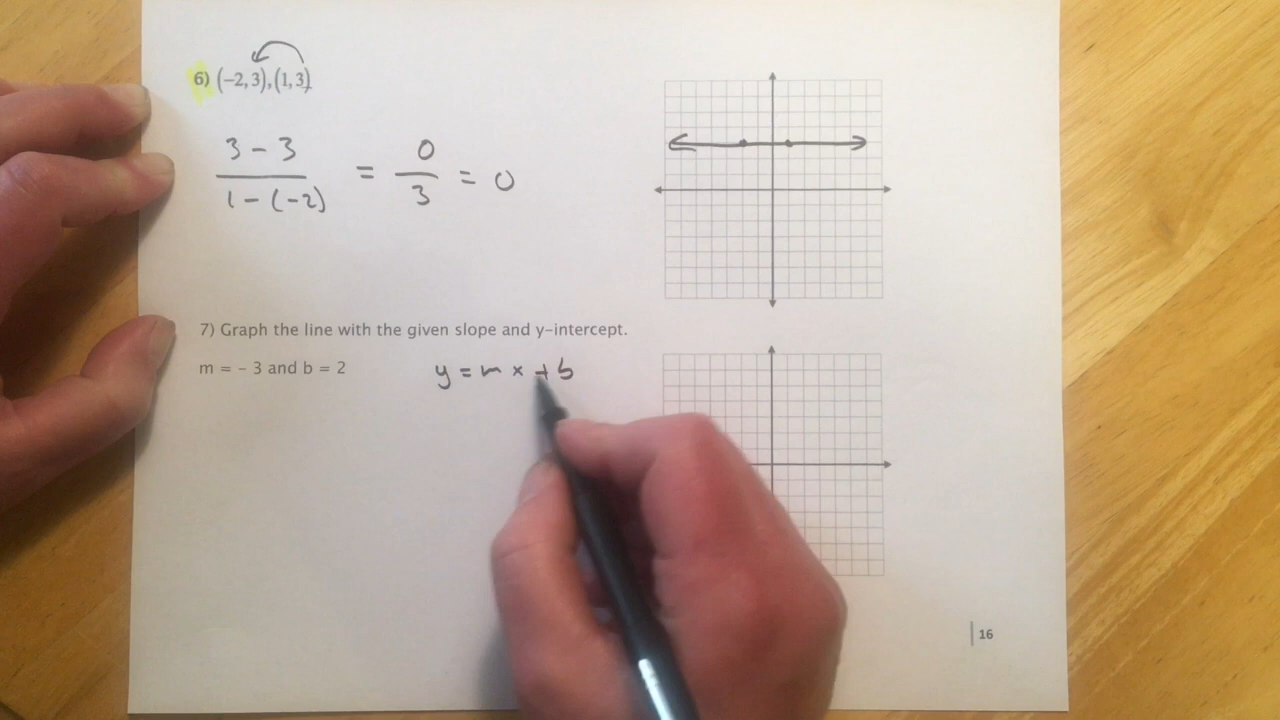 6) (−2, 3), (1, 3)
3 - 3
1 - (-2)
= 0
3
= 0
7) Graph the line with the given slope and y-intercept.
m = - 3 and b = 2
y = m x + b
16